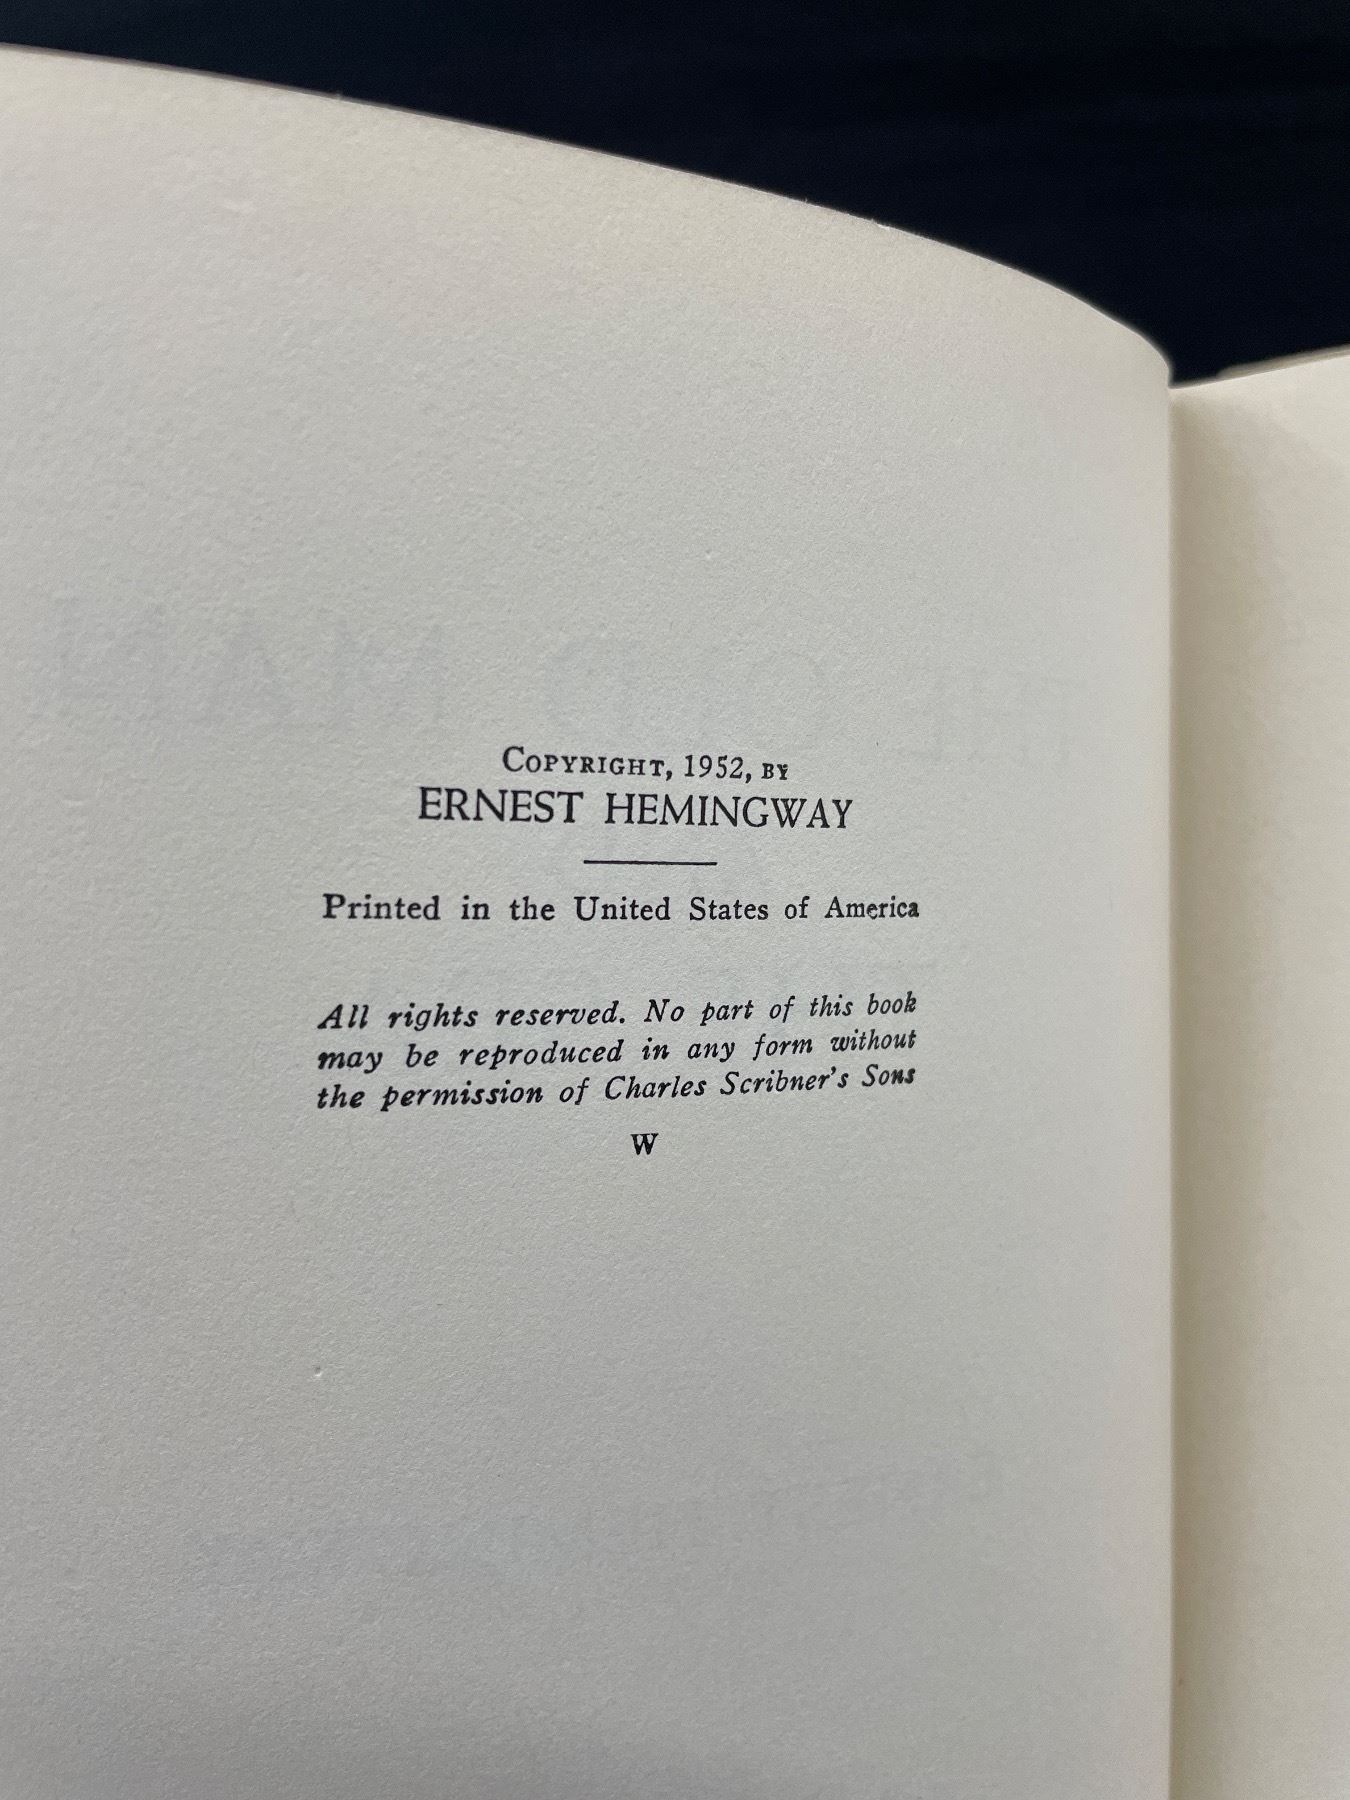 COPYRIGHT, 1952, BY
ERNEST HEMINGWAY
Printed in the United States of America
All rights reserved. No part of this book
may be reproduced in any form without
the permission of Charles Scribner's Sons
W